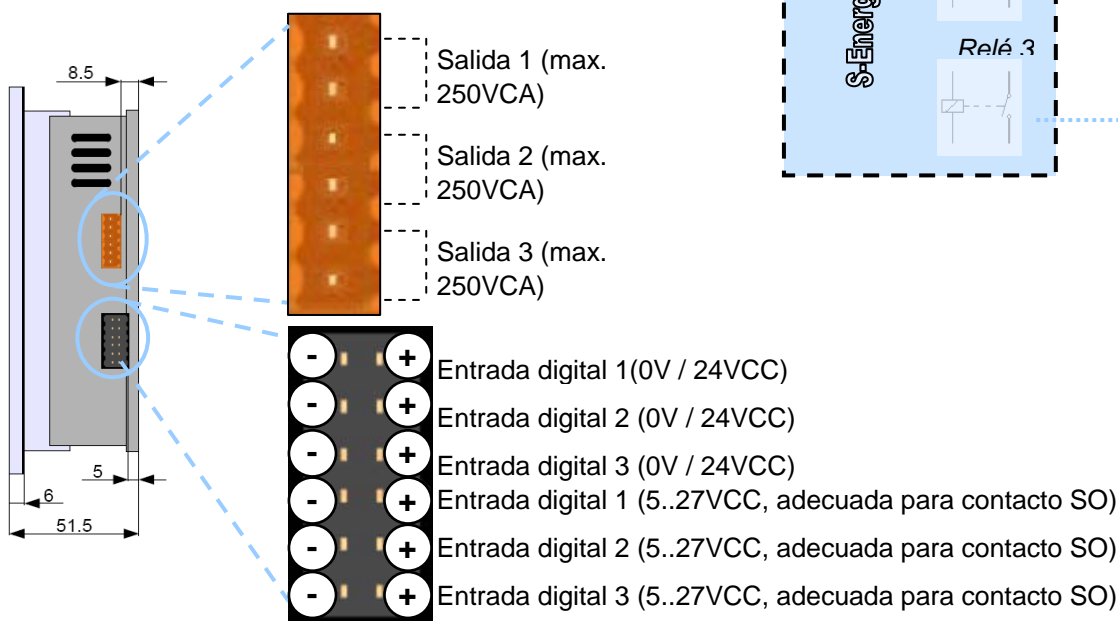 8.5
5
6
51.5
Salida 1 (max.
250VCA)
Salida 2 (max.
250VCA)
Salida 3 (max.
250VCA)
S-Energ
Relé 3
- + Entrada digital 1(0V / 24VCC)
- + Entrada digital 2 (0V / 24VCC)
- + Entrada digital 3 (0V / 24VCC)
- + Entrada digital 1 (5..27VCC, adecuada para contacto SO)
- + Entrada digital 2 (5..27VCC, adecuada para contacto SO)
- + Entrada digital 3 (5..27VCC, adecuada para contacto SO)